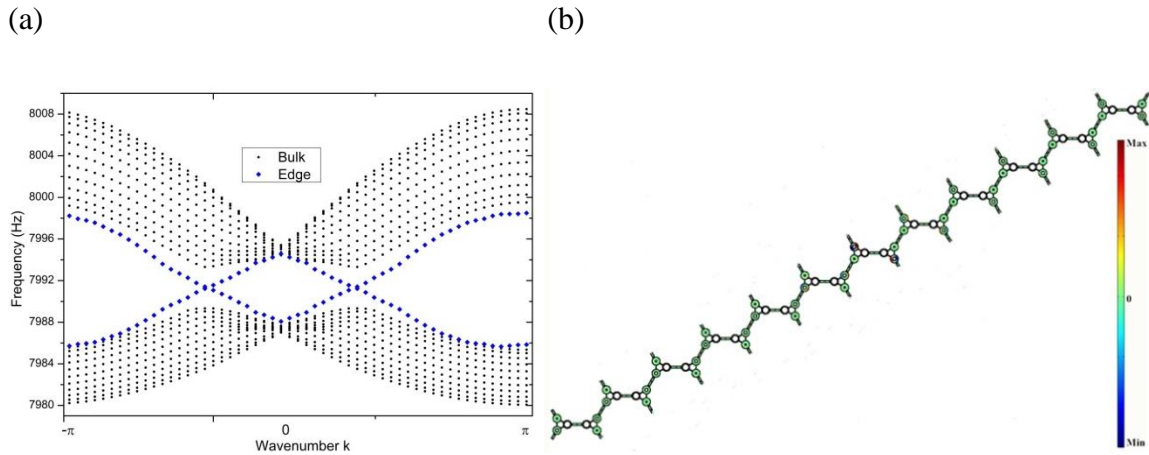 (a)
(b)
8008
8004
8000
7996
7992
7988
7984
7980
Frequency (Hz)
Bulk
Edge
-π
0
π
Wavenumber k
Max
0
Min